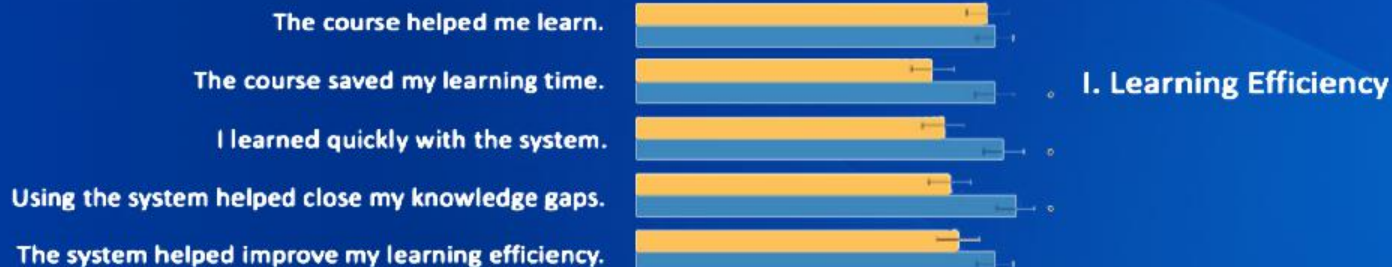 The course helped me learn.
The course saved my learning time.
I. Learning Efficiency
I learned quickly with the system.
Using the system helped close my knowledge gaps.
The system helped improve my learning efficiency.